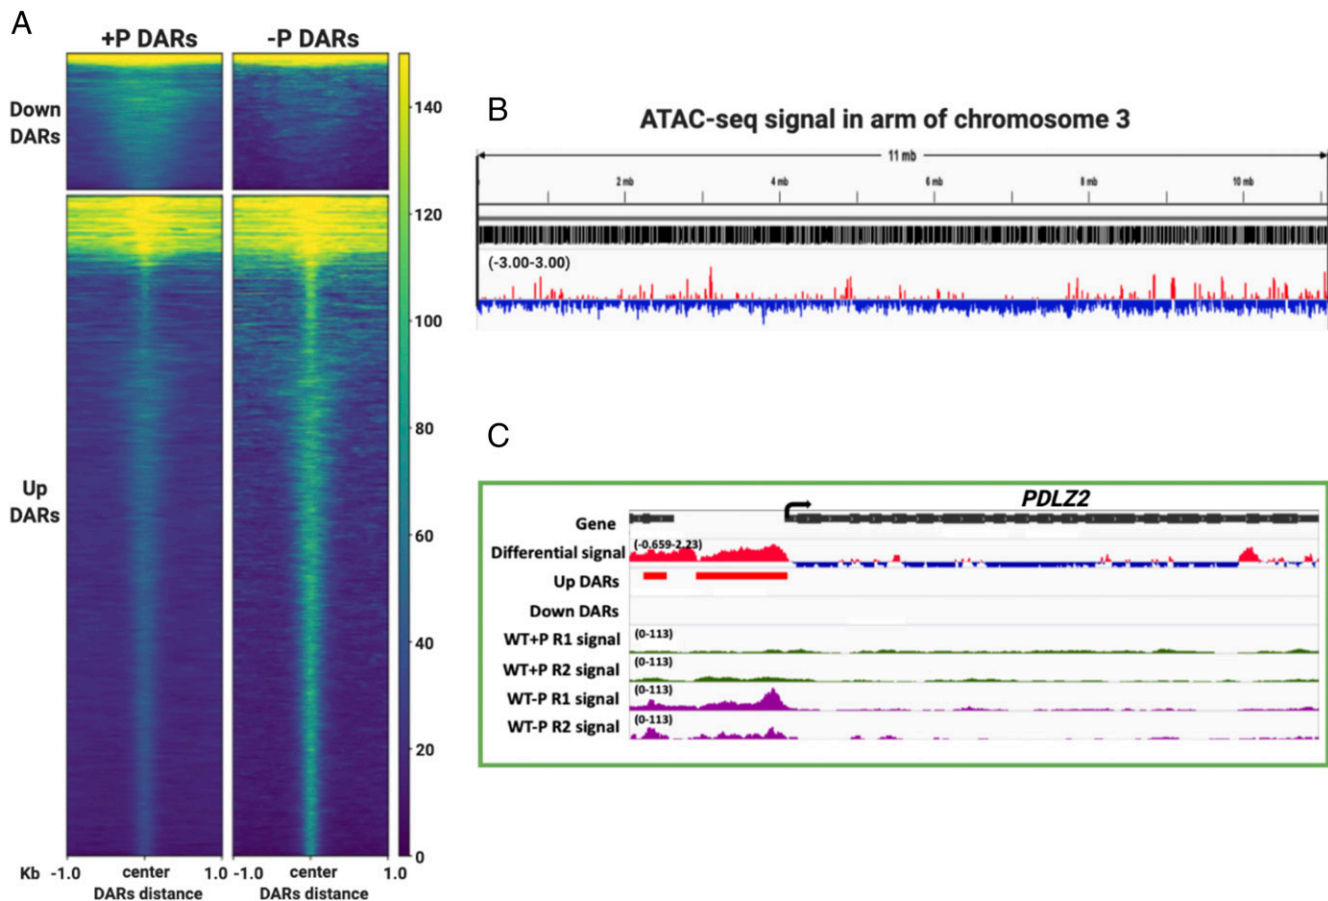 A
+P DARs
-P DARs
Down
DARs
Up
DARs
140
120
100
80
60
40
20
0
Kb -1.0 center 1.0 -1.0 center 1.0
DARs distance
DARs distance
B
ATAC-seq signal in arm of chromosome 3
11 mb
2 mb 4 mb 6 mb 8 mb 10 mb
(-3.00-3.00)
C
PDLZ2
Gene
Differential signal
(-0.659-2.23)
Up DARs
Down DARs
WT+P R1 signal (0-113)
WT+P R2 signal (0-113)
WT-P R1 signal (0-113)
WT-P R2 signal (0-113)